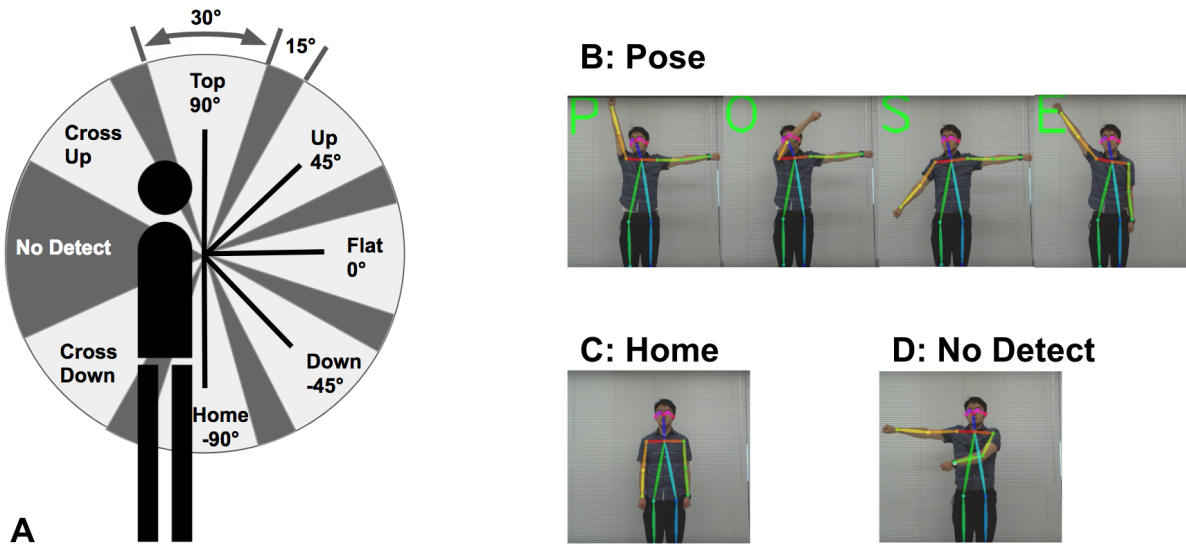 30°
15°
Top
90°
Cross
Up
Up
45°
No Detect
Flat
0°
Cross
Down
Down
-45°
Home
-90°
A
B: Pose
P O S E
C: Home
D: No Detect